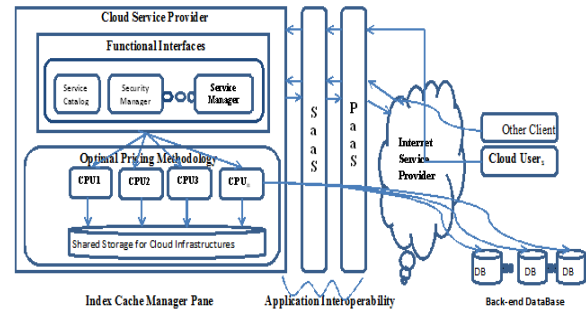 Cloud Service Provider
Functional Interfaces
Service
Catalog
Security
Manager
Service
Manager
Optimal Pricing Methodology
CPU1
CPU2
CPU3
CPU
Shared Storage for Cloud Infrastructures
S
a
a
S
P
a
a
S
Internet
Service
Provider
Other Client
Cloud Users
DB
DB
DB
Index Cache Manager Pane
Application Interoperability
Back-end DataBase